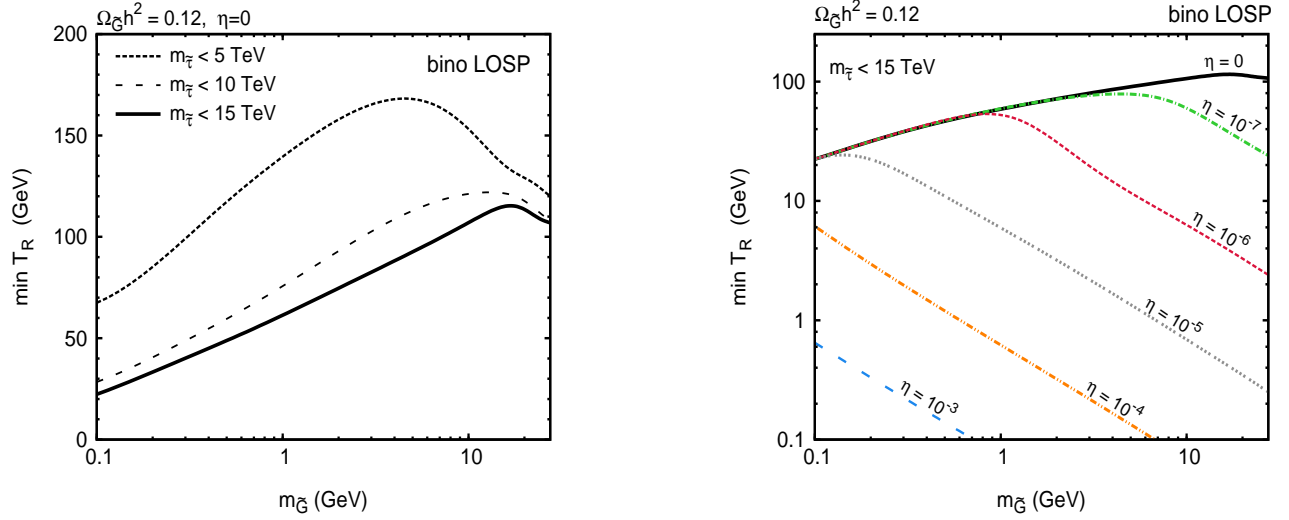 Ω_G̃h² = 0.12, η=0
200
150
100
50
0
min T_R (GeV)
m_τ̃ < 5 TeV
m_τ̃ < 10 TeV
m_τ̃ < 15 TeV
bino LOSP
0.1 1 10
m_G̃ (GeV)
Ω_G̃h² = 0.12
bino LOSP
100
10
1
0.1
min T_R (GeV)
m_τ̃ < 15 TeV
η = 0
η = 10⁻⁷
η = 10⁻⁶
η = 10⁻⁵
η = 10⁻⁴
η = 10⁻³
0.1 1 10
m_G̃ (GeV)